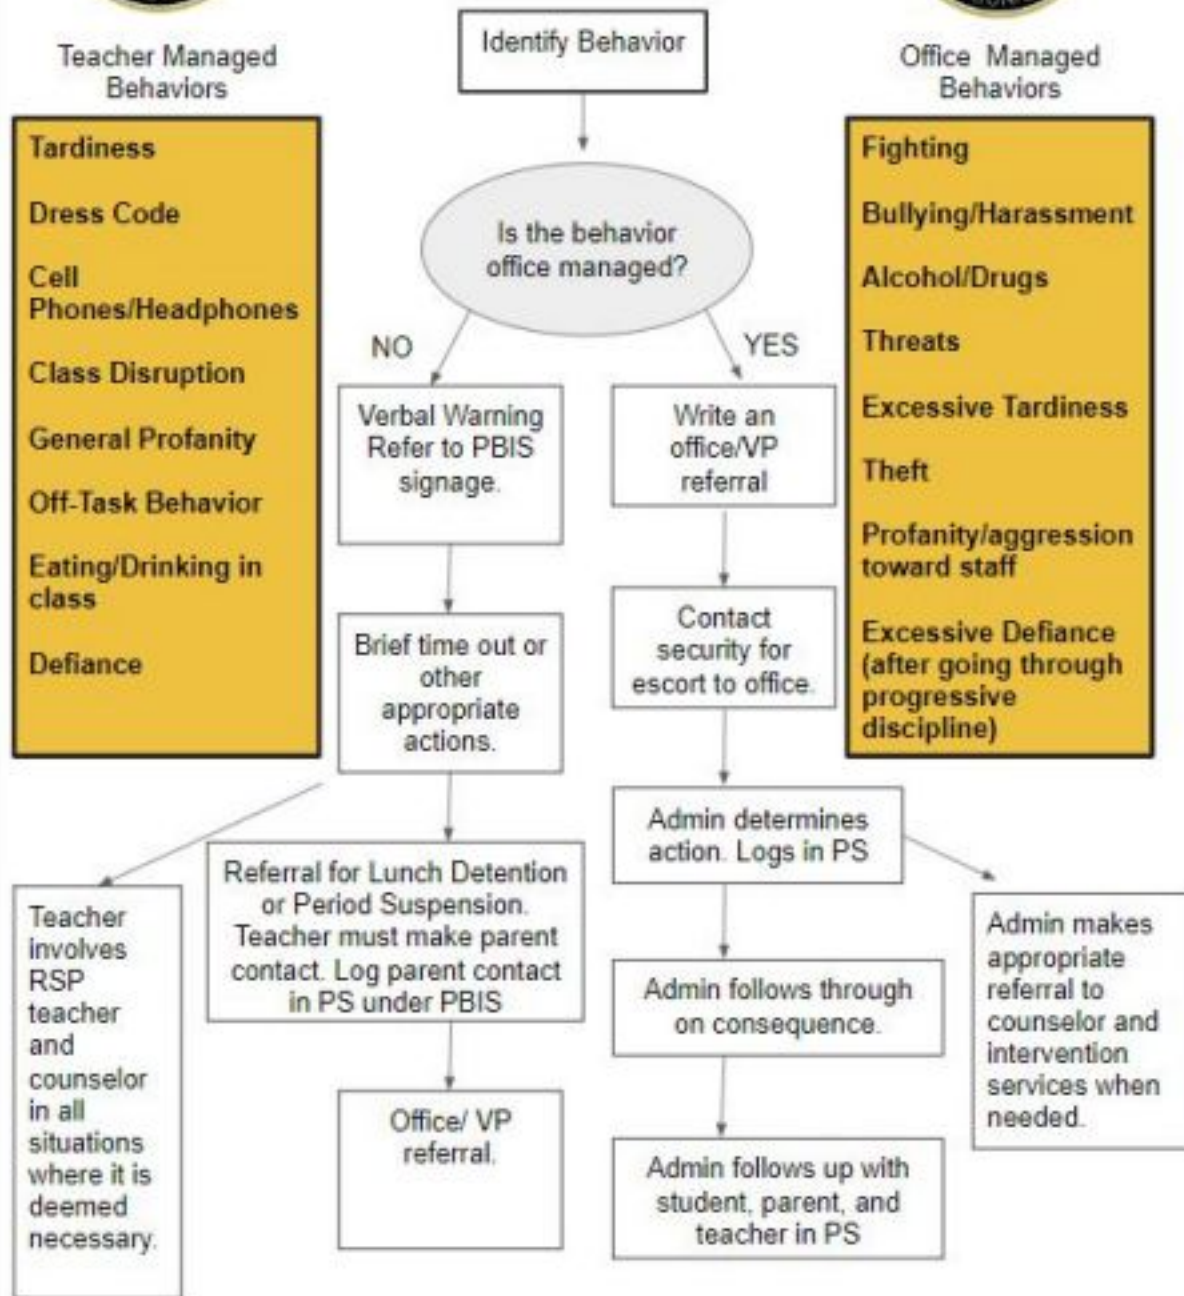 Teacher Managed
Behaviors
Tardiness
Dress Code
Cell
Phones/Headphones
Class Disruption
General Profanity
Off-Task Behavior
Eating/Drinking in
class
Defiance
Identify Behavior
Is the behavior
office managed?
NO
YES
Verbal Warning
Refer to PBIS
signage.
Brief time out or
other
appropriate
actions.
Teacher
involves
RSP
teacher
and
counselor
in all
situations
where it is
deemed
necessary.
Referral for Lunch Detention
or Period Suspension.
Teacher must make parent
contact. Log parent contact
in PS under PBIS
Office/ VP
referral.
Write an
office/VP
referral
Contact
security for
escort to office.
Admin determines
action. Logs in PS
Admin follows through
on consequence.
Admin follows up with
student, parent, and
teacher in PS
Admin makes
appropriate
referral to
counselor and
intervention
services when
needed.
Office Managed
Behaviors
Fighting
Bullying/Harassment
Alcohol/Drugs
Threats
Excessive Tardiness
Theft
Profanity/aggression
toward staff
Excessive Defiance
(after going through
progressive
discipline)